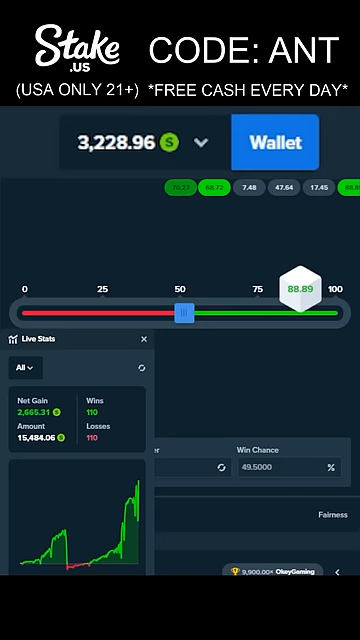 Stake
.US
CODE: ANT
(USA ONLY 21+) *FREE CASH EVERY DAY*
3,228.96 S
Wallet
70.27 68.72 7.48 47.64 17.45
88.89
0 25 50 75 100
Live Stats
All
Net Gain Wins
2,665.31 S 110
Amount Losses
15,484.06 S 110
Win Chance
49.5000 %
Fairness
9,900.00× OkeyGaming